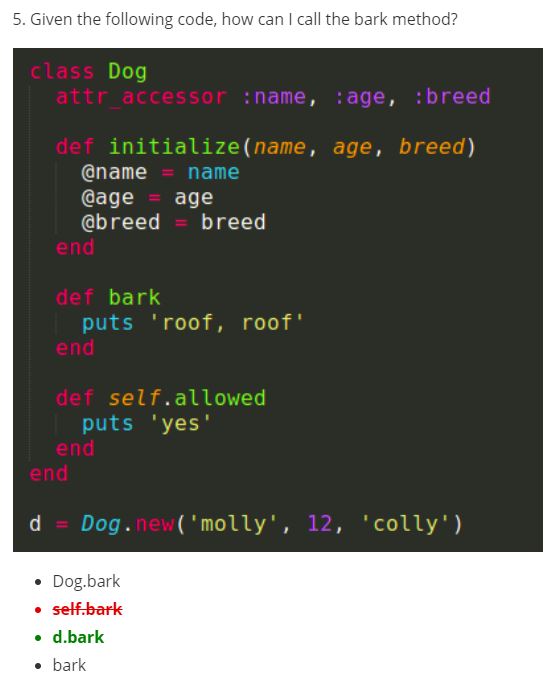 5. Given the following code, how can I call the bark method?
class Dog
  attr_accessor :name, :age, :breed

  def initialize(name, age, breed)
    @name = name
    @age = age
    @breed = breed
  end

  def bark
    puts 'roof, roof'
  end

  def self.allowed
    puts 'yes'
  end
end

d = Dog.new('molly', 12, 'colly')
• Dog.bark
• self.bark
• d.bark
• bark